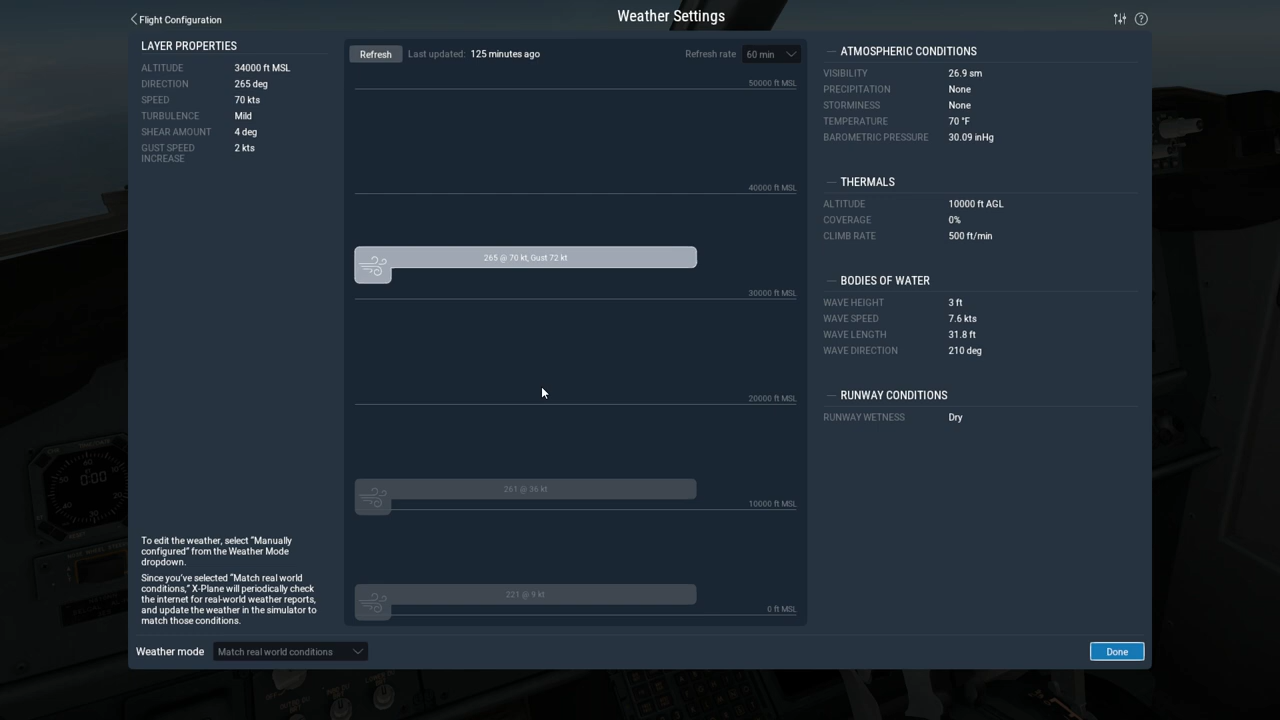 Flight Configuration
Weather Settings
LAYER PROPERTIES
ALTITUDE 34000 ft MSL
DIRECTION 265 deg
SPEED 70 kts
TURBULENCE Mild
SHEAR AMOUNT 4 deg
GUST SPEED INCREASE 2 kts
Refresh Last updated: 125 minutes ago Refresh rate 60 min
50000 ft MSL
40000 ft MSL
265 @ 70 kt, Gust 72 kt
30000 ft MSL
20000 ft MSL
261 @ 36 kt
10000 ft MSL
221 @ 9 kt
0 ft MSL
ATMOSPHERIC CONDITIONS
VISIBILITY 26.9 sm
PRECIPITATION None
STORMINESS None
TEMPERATURE 70 °F
BAROMETRIC PRESSURE 30.09 inHg
THERMALS
ALTITUDE 10000 ft AGL
COVERAGE 0%
CLIMB RATE 500 ft/min
BODIES OF WATER
WAVE HEIGHT 3 ft
WAVE SPEED 7.6 kts
WAVE LENGTH 31.8 ft
WAVE DIRECTION 210 deg
RUNWAY CONDITIONS
RUNWAY WETNESS Dry
To edit the weather, select “Manually
configured” from the Weather Mode
dropdown.
Since you’ve selected “Match real world
conditions,” X-Plane will periodically check
the internet for real-world weather reports,
and update the weather in the simulator to
match those conditions.
Weather mode Match real world conditions
Done